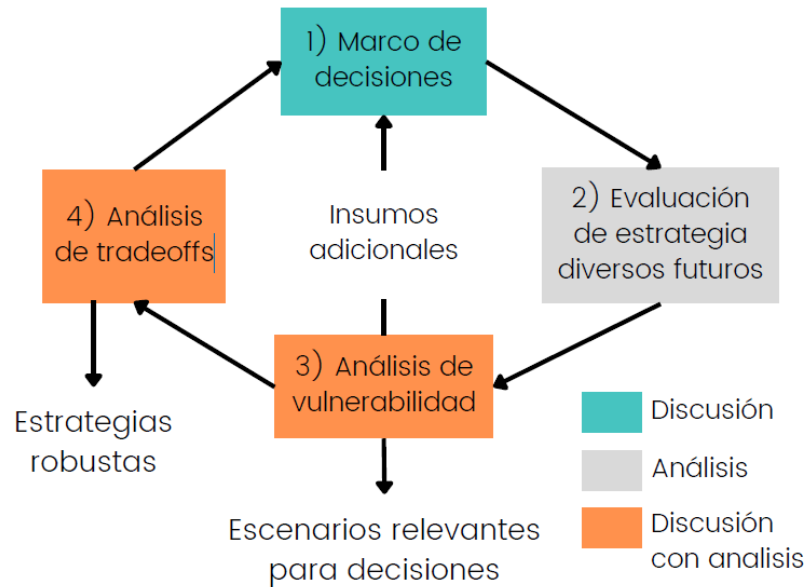 1) Marco de
decisiones
4) Análisis
de tradeoffs
Insumos
adicionales
2) Evaluación
de estrategia
diversos futuros
3) Análisis de
vulnerabilidad
Estrategias
robustas
Escenarios relevantes
para decisiones
Discusión
Análisis
Discusión
con analisis